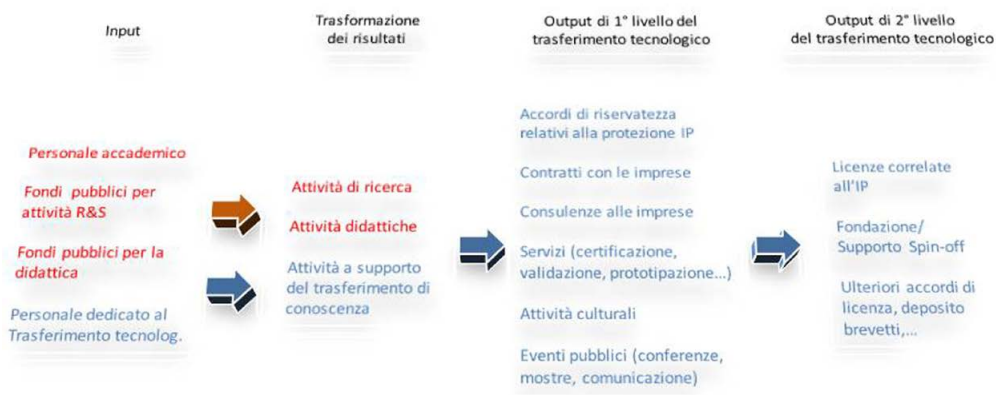 Input
Trasformazione
dei risultati
Output di 1° livello del
trasferimento tecnologico
Output di 2° livello
del trasferimento tecnologico
Personale accademico
Fondi pubblici per
attività R&S
Fondi pubblici per la
didattica
Personale dedicato al
Trasferimento tecnolog.
Attività di ricerca
Attività didattiche
Attività a supporto
del trasferimento di
conoscenza
Accordi di riservatezza
relativi alla protezione IP
Contratti con le imprese
Consulenze alle imprese
Servizi (certificazione,
validazione, prototipazione...)
Attività culturali
Eventi pubblici (conferenze,
mostre, comunicazione)
Licenze correlate
all'IP
Fondazione/
Supporto Spin-off
Ulteriori accordi di
licenza, deposito
brevetti,...